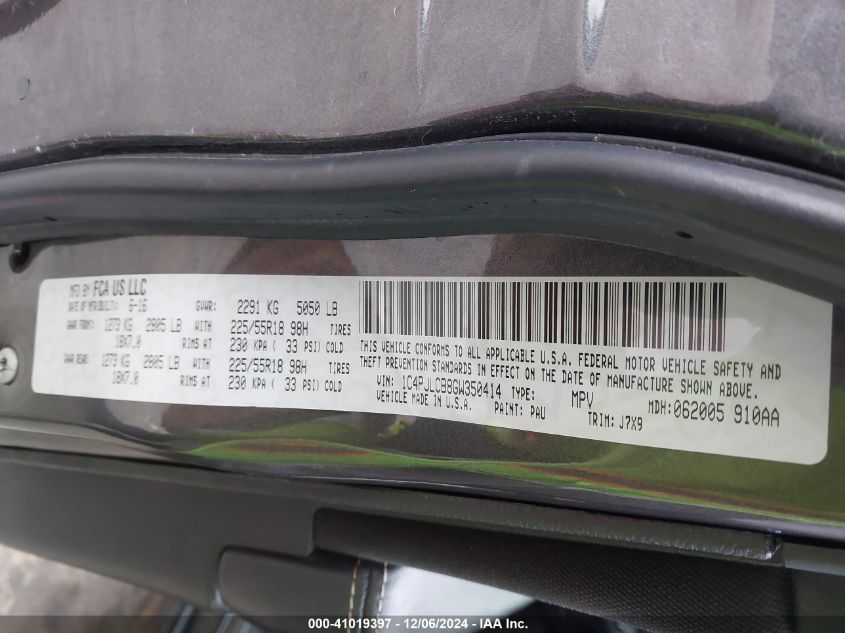 MFD BY FCA US LLC
DATE OF MFR/BUILT: 6-16 GVWR: 2291 KG 5050 LB
GAWR FRONT: 1273 KG 2805 LB WITH 225/55R18 98H TIRES
18X7.0 RIMS AT 230 KPA ( 33 PSI) COLD
GAWR REAR: 1273 KG 2805 LB WITH 225/55R18 98H TIRES
18X7.0 RIMS AT 230 KPA ( 33 PSI) COLD
THIS VEHICLE CONFORMS TO ALL APPLICABLE U.S.A. FEDERAL MOTOR VEHICLE SAFETY AND
THEFT PREVENTION STANDARDS IN EFFECT ON THE DATE OF MANUFACTURE SHOWN ABOVE.
VIN: 1C4PJLCB8GW350414 TYPE: MPV MDH:062005 910AA
VEHICLE MADE IN U.S.A. PAINT: PAU TRIM: J7X9
000-41019397 - 12/06/2024 - IAA Inc.